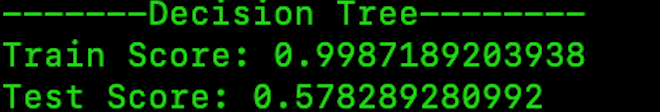 -------Decision Tree--------
Train Score: 0.9987189203938
Test Score: 0.578289280992